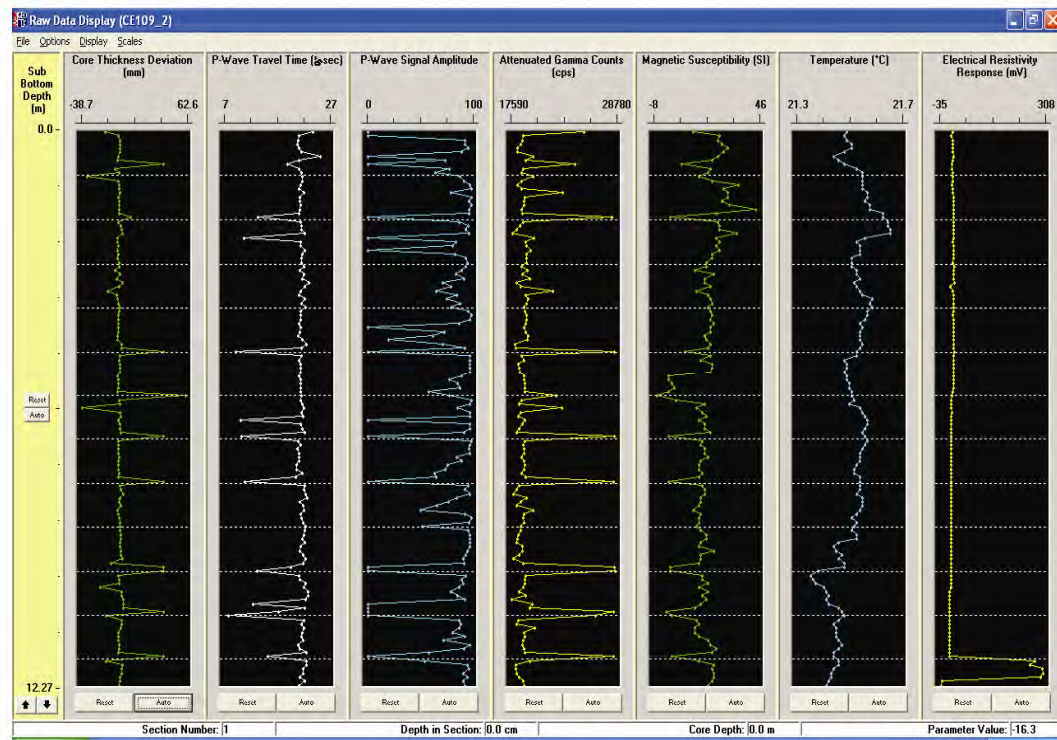 Raw Data Display (CE109_2)
File Options Display Scales
Sub Bottom Depth (m)
0.0
Reset
Auto
12.27
Core Thickness Deviation (mm)
-38.7 62.6
Reset Auto
P-Wave Travel Time (sec)
7 27
Reset Auto
P-Wave Signal Amplitude
0 100
Reset Auto
Attenuated Gamma Counts (cps)
17590 28780
Reset Auto
Magnetic Susceptibility (SI)
-8 46
Reset Auto
Temperature (°C)
21.3 21.7
Reset Auto
Electrical Resistivity Response (mV)
-35 308
Reset Auto
Section Number: 1 Depth in Section: 0.0 cm Core Depth: 0.0 m Parameter Value: -16.3